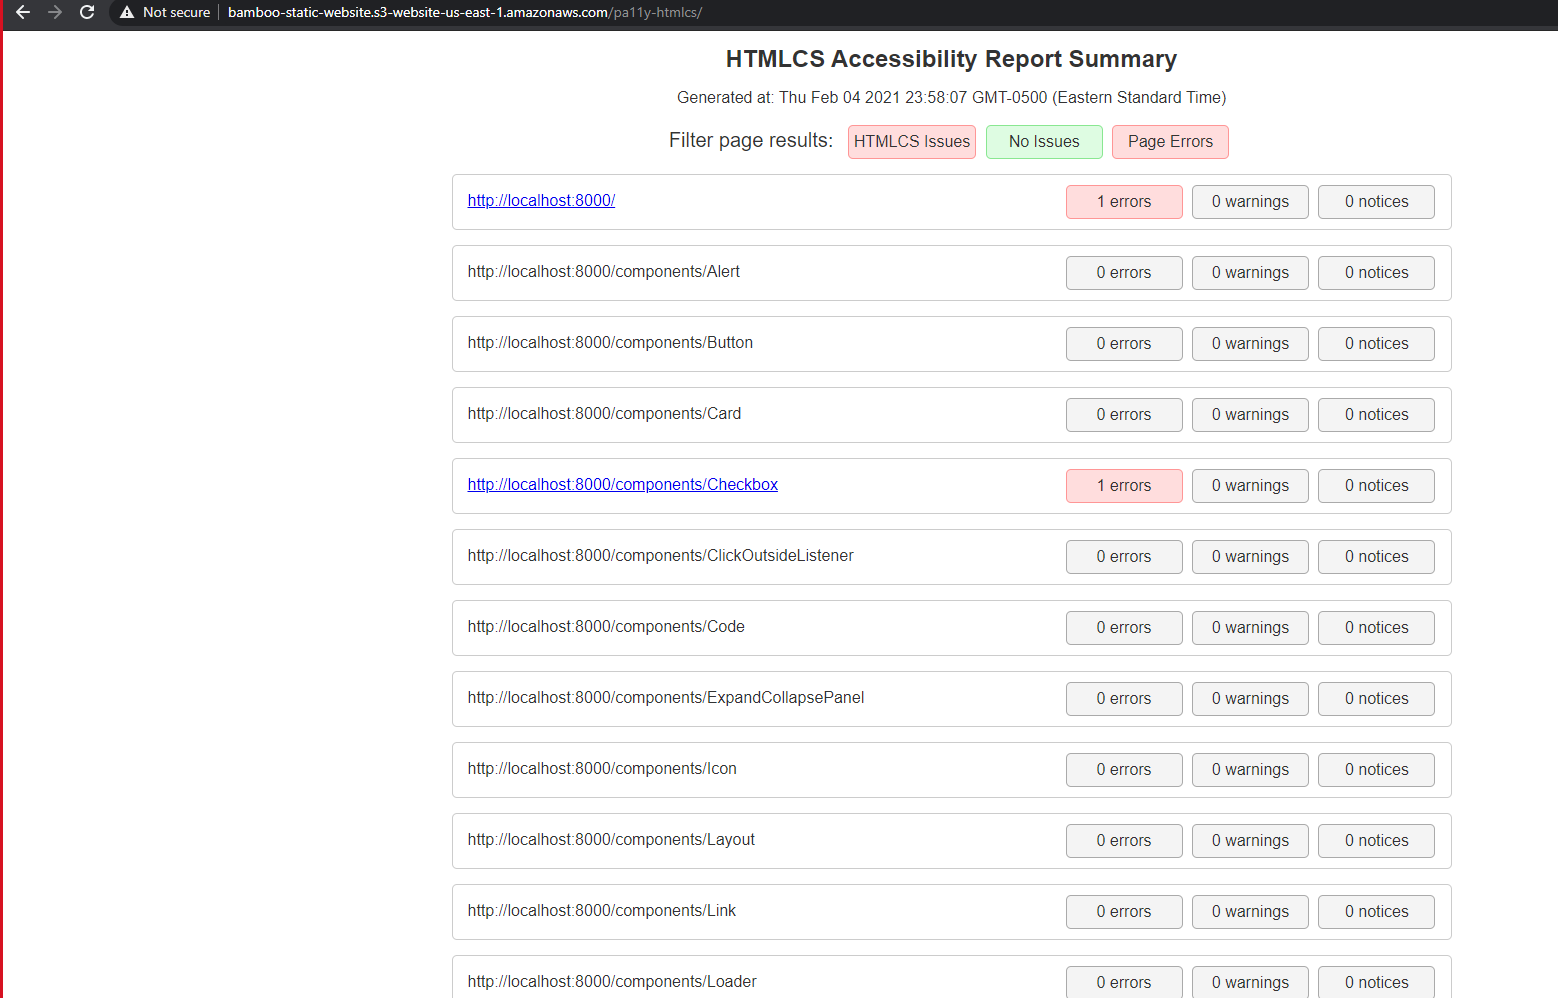 Not secure bamboo-static-website.s3-website-us-east-1.amazonaws.com/pa11y-htmlcs/
HTMLCS Accessibility Report Summary
Generated at: Thu Feb 04 2021 23:58:07 GMT-0500 (Eastern Standard Time)
Filter page results: HTMLCS Issues No Issues Page Errors
http://localhost:8000/ 1 errors 0 warnings 0 notices
http://localhost:8000/components/Alert 0 errors 0 warnings 0 notices
http://localhost:8000/components/Button 0 errors 0 warnings 0 notices
http://localhost:8000/components/Card 0 errors 0 warnings 0 notices
http://localhost:8000/components/Checkbox 1 errors 0 warnings 0 notices
http://localhost:8000/components/ClickOutsideListener 0 errors 0 warnings 0 notices
http://localhost:8000/components/Code 0 errors 0 warnings 0 notices
http://localhost:8000/components/ExpandCollapsePanel 0 errors 0 warnings 0 notices
http://localhost:8000/components/Icon 0 errors 0 warnings 0 notices
http://localhost:8000/components/Layout 0 errors 0 warnings 0 notices
http://localhost:8000/components/Link 0 errors 0 warnings 0 notices
http://localhost:8000/components/Loader 0 errors 0 warnings 0 notices